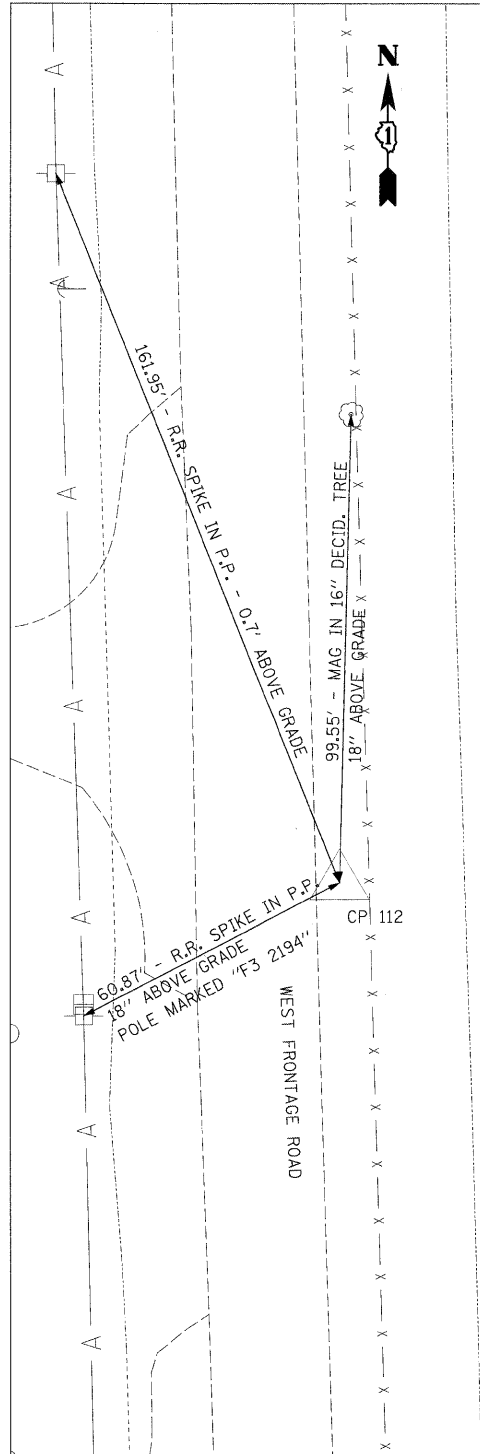 N
1
A
A
A
A
A
A
A
161.95' - R.R. SPIKE IN P.P. - 0.7' ABOVE GRADE
99.55' - MAG IN 16" DECID. TREE
18" ABOVE GRADE
CP 112
60.87' - R.R. SPIKE IN P.P.
18" ABOVE GRADE
POLE MARKED "F3 2194"
WEST FRONTAGE ROAD